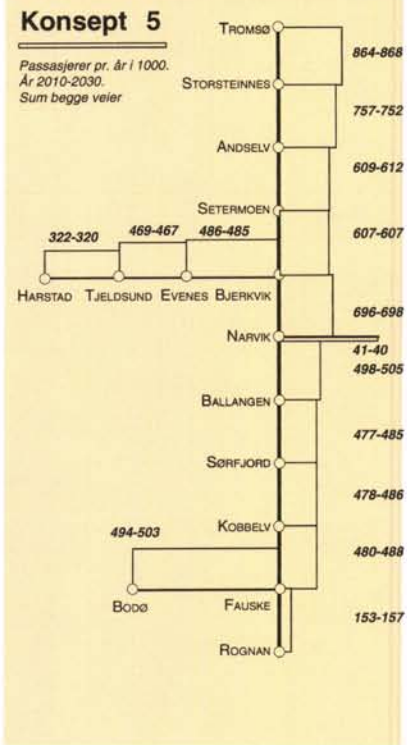 Konsept 5
Passasjerer pr. år i 1000.
År 2010-2030.
Sum begge veier
TROMSØ
864-868
STORSTEINNES
757-752
ANDSELV
609-612
SETERMOEN
607-607
322-320 469-467 486-485
HARSTAD TJELDSUND EVENES BJERKVIK
696-698
NARVIK
41-40
498-505
BALLANGEN
477-485
SØRFJORD
478-486
KOBBELV
494-503
480-488
BODØ FAUSKE
153-157
ROGNAN